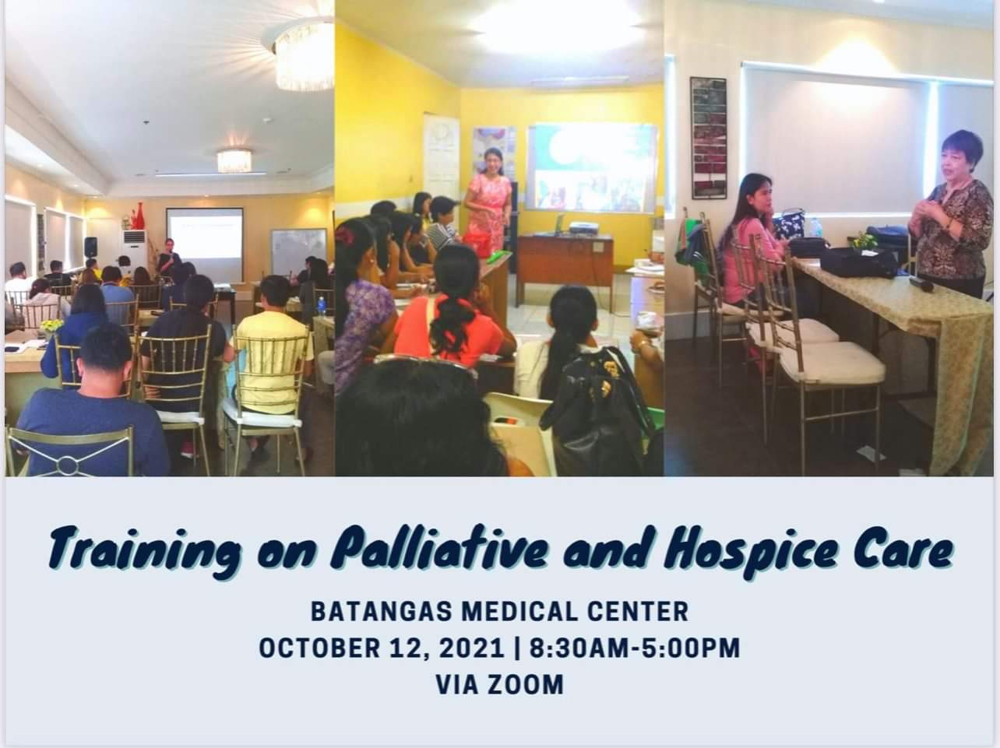 Training on Palliative and Hospice Care
BATANGAS MEDICAL CENTER
OCTOBER 12, 2021 | 8:30AM-5:00PM
VIA ZOOM